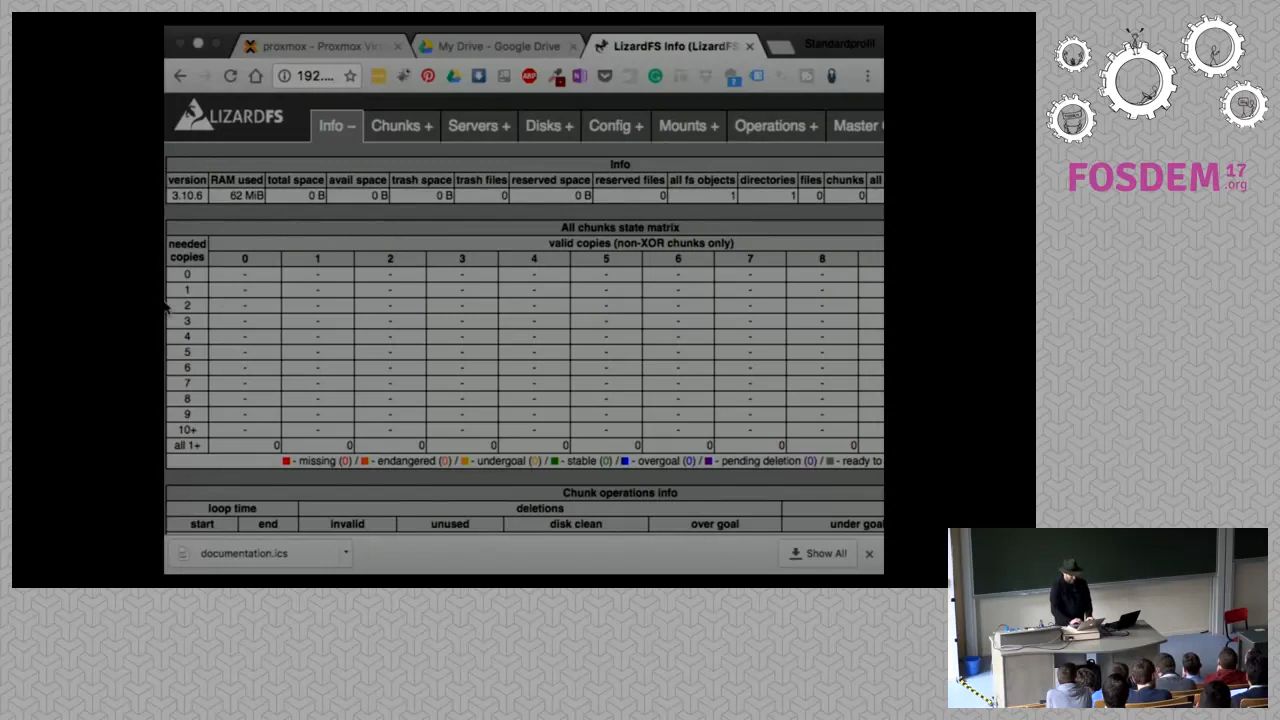 proxmox - Proxmox Vir
My Drive - Google Drive
LizardFS Info (LizardFS
Standardprofil
192....
ABP
LIZARDFS
Info –
Chunks +
Servers +
Disks +
Config +
Mounts +
Operations +
Master
Info
version RAM used total space avail space trash space trash files reserved space reserved files all fs objects directories files chunks all
3.10.6 62 MiB 0 B 0 B 0 B 0 0 B 0 1 1 0 0
All chunks state matrix
needed copies
valid copies (non-XOR chunks only)
0 1 2 3 4 5 6 7 8
0 - - - - - - - - -
1 - - - - - - - - -
2 - - - - - - - - -
3 - - - - - - - - -
4 - - - - - - - - -
5 - - - - - - - - -
6 - - - - - - - - -
7 - - - - - - - - -
8 - - - - - - - - -
9 - - - - - - - - -
10+ - - - - - - - - -
all 1+ 0 0 0 0 0 0 0 0 0
- missing (0) / - endangered (0) / - undergoal (0) / - stable (0) / - overgoal (0) / - pending deletion (0) / - ready to
Chunk operations info
loop time deletions
start end invalid unused disk clean over goal under goal
documentation.ics
Show All
FOSDEM 17
.org